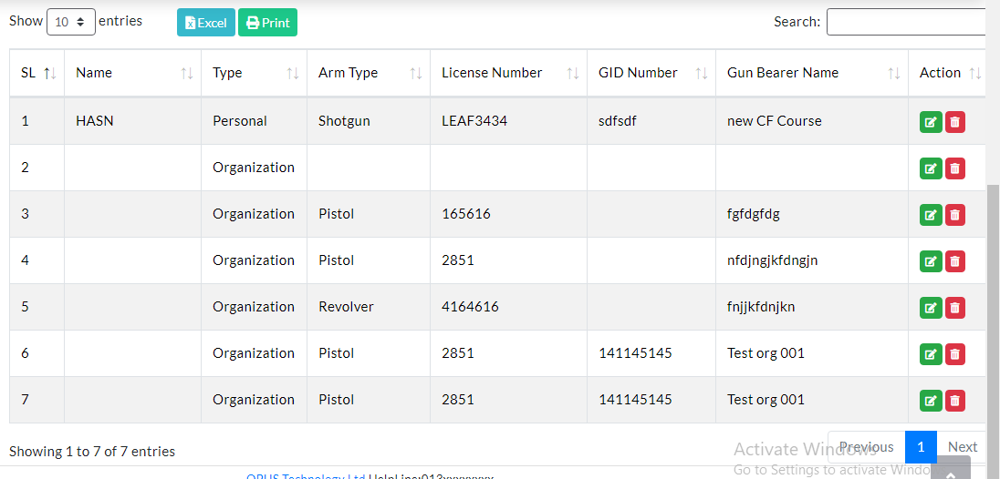 Show 10 entries Excel Print Search:
SL Name Type Arm Type License Number GID Number Gun Bearer Name Action
1 HASN Personal Shotgun LEAF3434 sdfsdf new CF Course
2 Organization
3 Organization Pistol 165616 fgfdgfdg
4 Organization Pistol 2851 nfdjngjkfdngjn
5 Organization Revolver 4164616 fnjjkfdnjkn
6 Organization Pistol 2851 141145145 Test org 001
7 Organization Pistol 2851 141145145 Test org 001
Showing 1 to 7 of 7 entries Previous 1 Next
Activate Windows
Go to Settings to activate Windo
OPUS Technology Ltd HelpLine:013xxxxxxxx